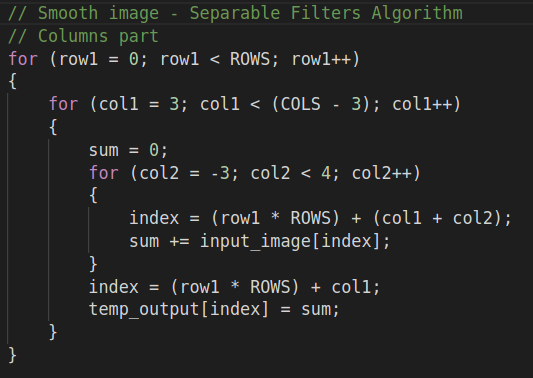 // Smooth image - Separable Filters Algorithm
// Columns part
for (row1 = 0; row1 < ROWS; row1++)
{
    for (col1 = 3; col1 < (COLS - 3); col1++)
    {
        sum = 0;
        for (col2 = -3; col2 < 4; col2++)
        {
            index = (row1 * ROWS) + (col1 + col2);
            sum += input_image[index];
        }
        index = (row1 * ROWS) + col1;
        temp_output[index] = sum;
    }
}